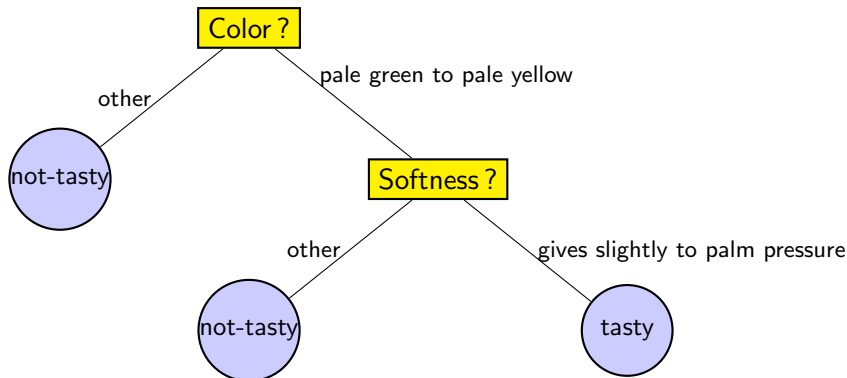 Color ?
pale green to pale yellow
other
not-tasty
Softness ?
other
gives slightly to palm pressure
not-tasty
tasty